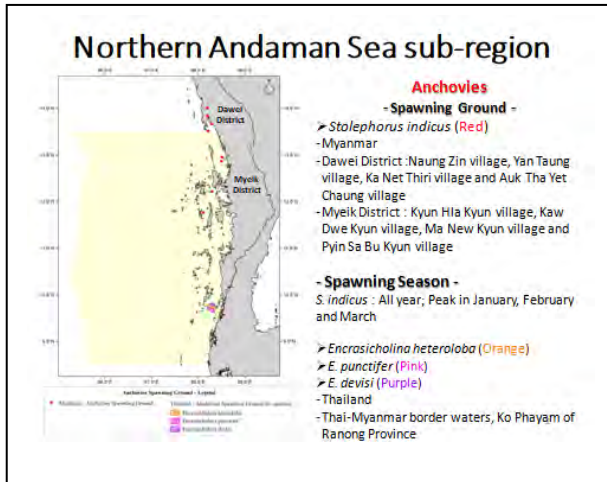 Northern Andaman Sea sub-region
Dawei
District
Myeik
District
Anchovies
- Spawning Ground -
➤Stolephorus indicus (Red)
-Myanmar
-Dawei District :Naung Zin village, Yan Taung
village, Ka Net Thiri village and Auk Tha Yet
Chaung village
-Myeik District : Kyun Hla Kyun village, Kaw
Dwe Kyun village, Ma New Kyun village and
Pyin Sa Bu Kyun village
- Spawning Season -
S. indicus : All year; Peak in January, February
and March
➤Encrasicholina heteroloba (Orange)
➤E. punctifer (Pink)
➤E. devisi (Purple)
-Thailand
-Thai-Myanmar border waters, Ko Phayam of
Ranong Province
Anchovies Spawning Ground - Legend